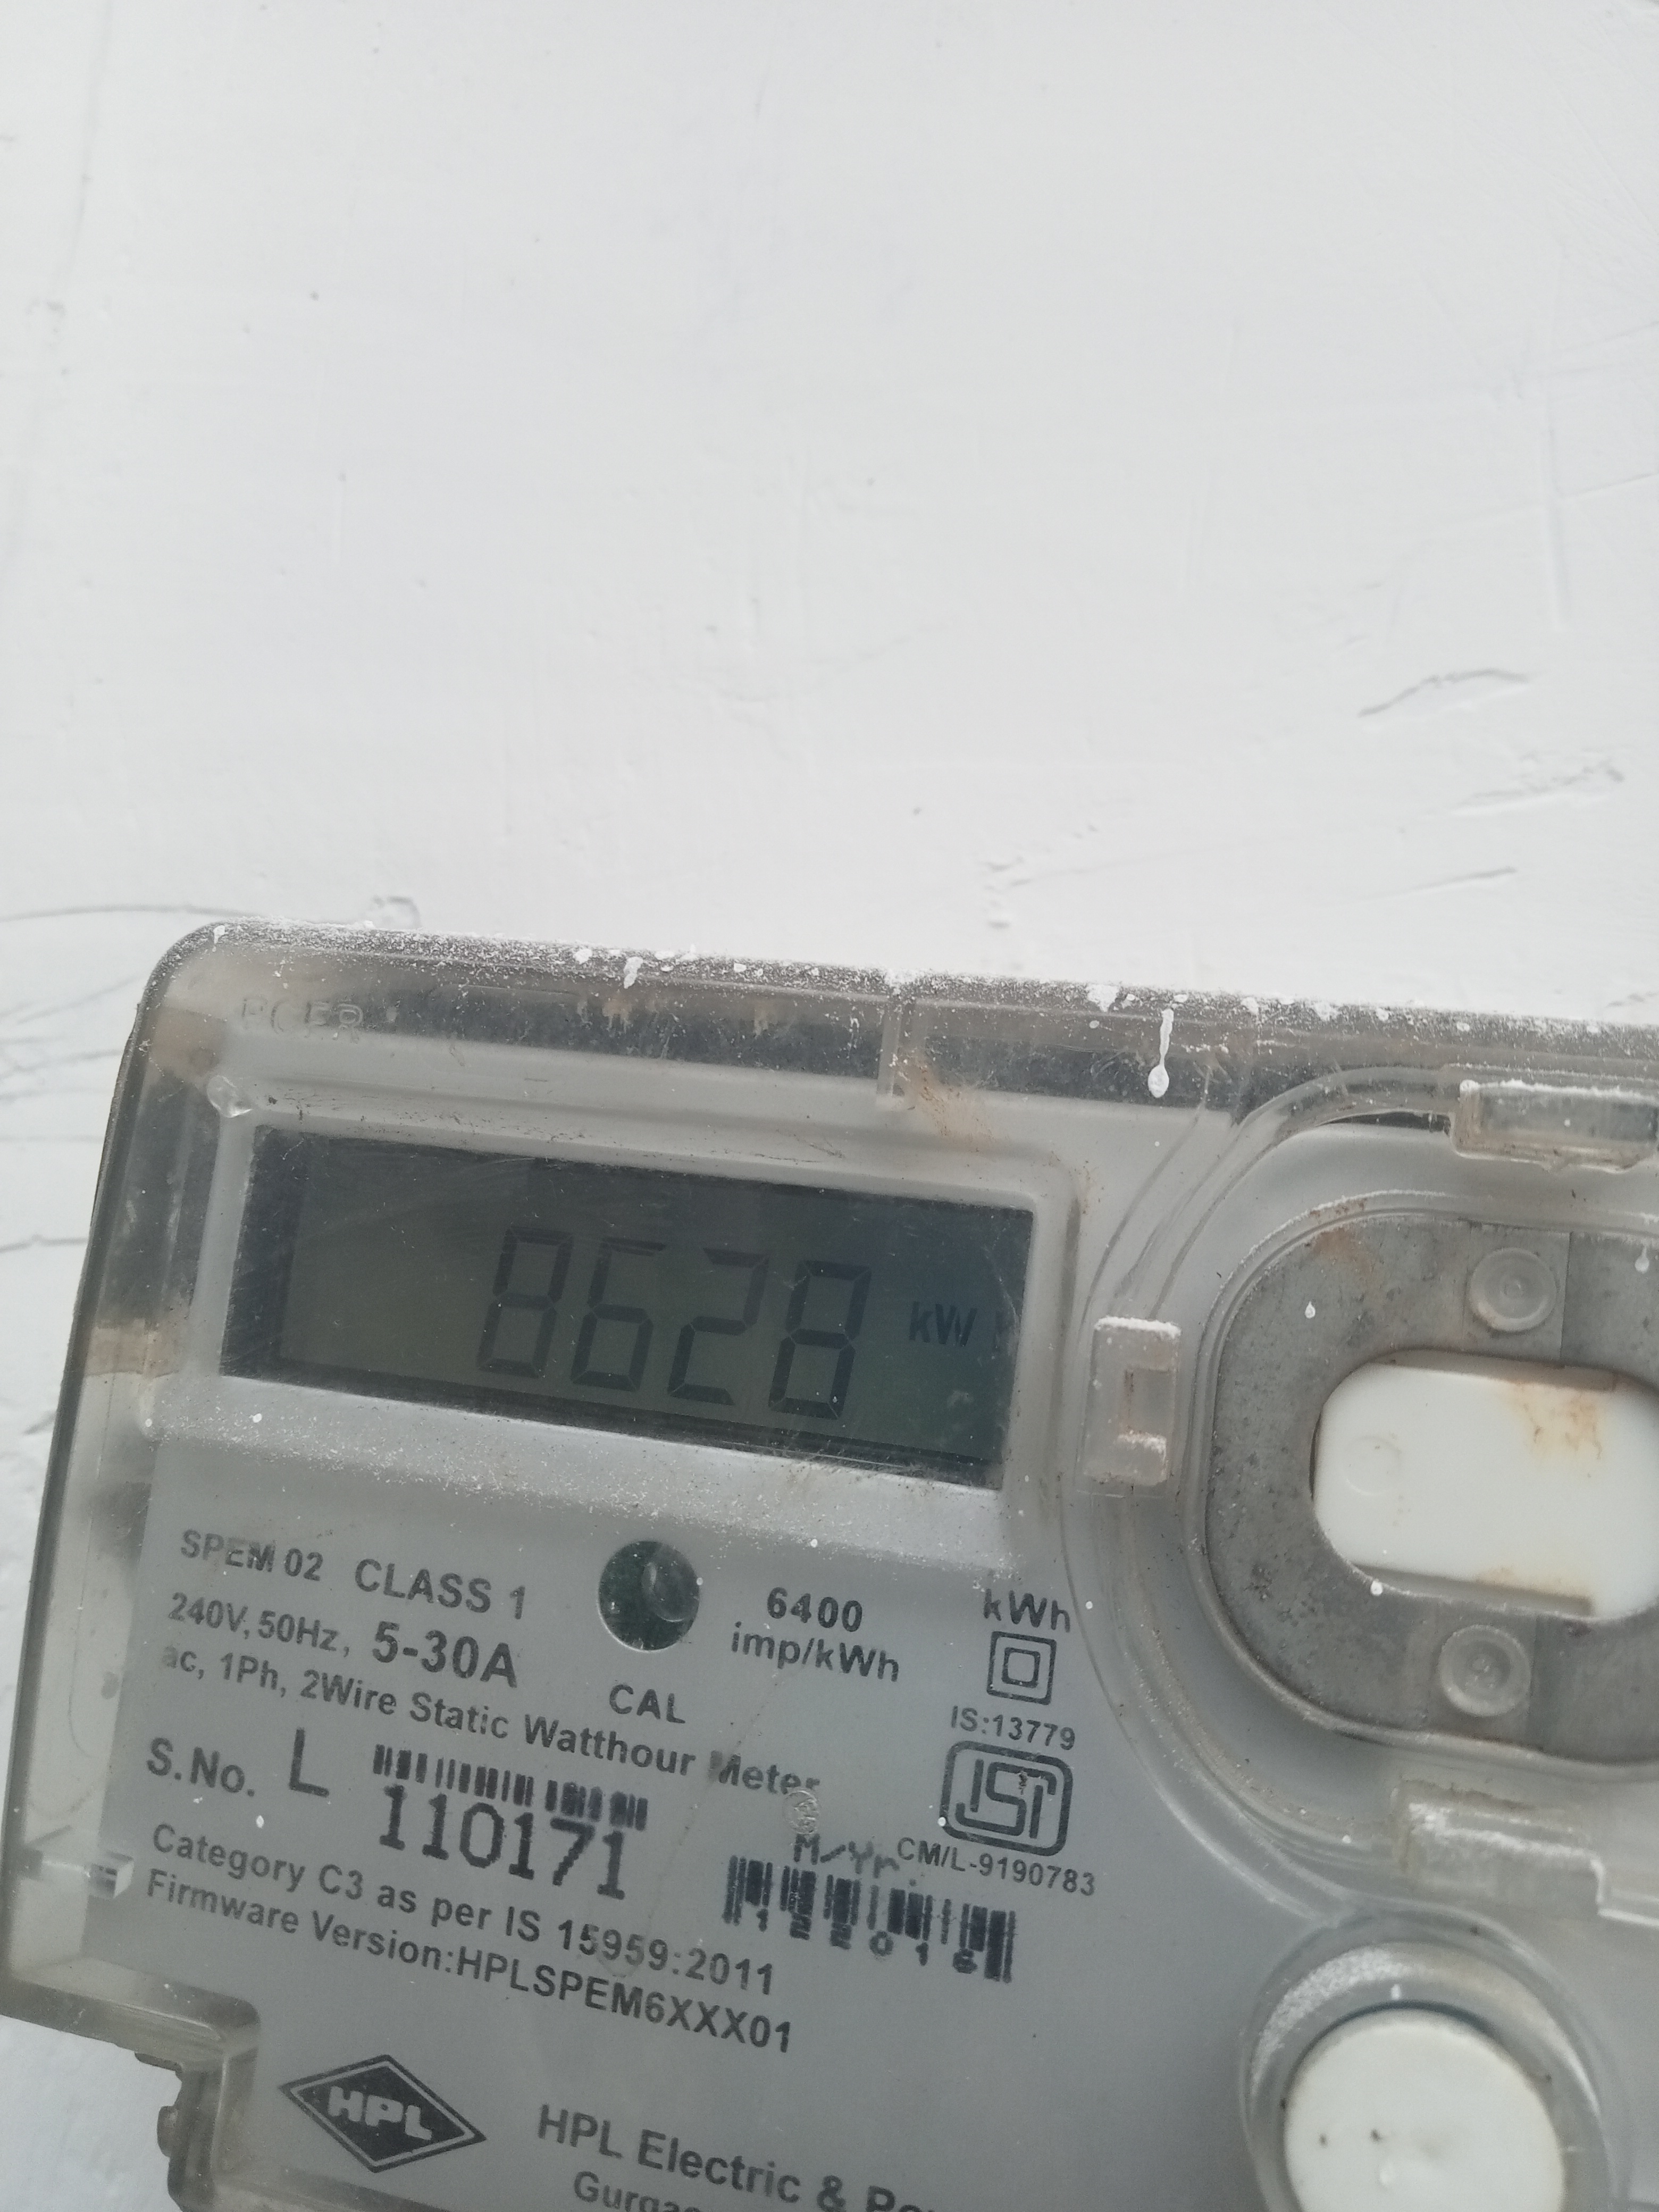 8628 kW
SPEM 02 CLASS 1
240V, 50Hz, 5-30A
ac, 1Ph, 2Wire Static Watthour Meter
CAL
6400
imp/kWh
kWh
IS:13779
ISI
CM/L-9190783
S.No. L
110171
M/Yr.
Category C3 as per IS 15959:2011
Firmware Version:HPLSPEM6XXX01
HPL
HPL Electric &